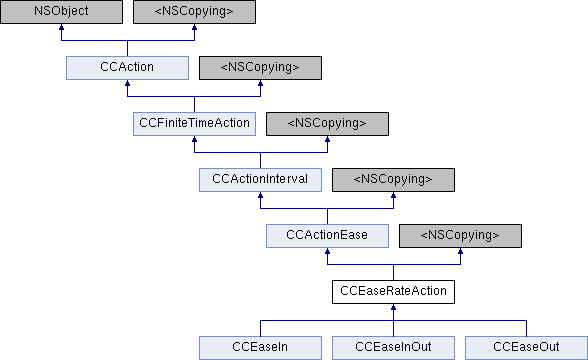 NSObject
<NSCopying>
CCAction
<NSCopying>
CCFiniteTimeAction
<NSCopying>
CCActionInterval
<NSCopying>
CCActionEase
<NSCopying>
CCEaseRateAction
CCEaseIn
CCEaseInOut
CCEaseOut